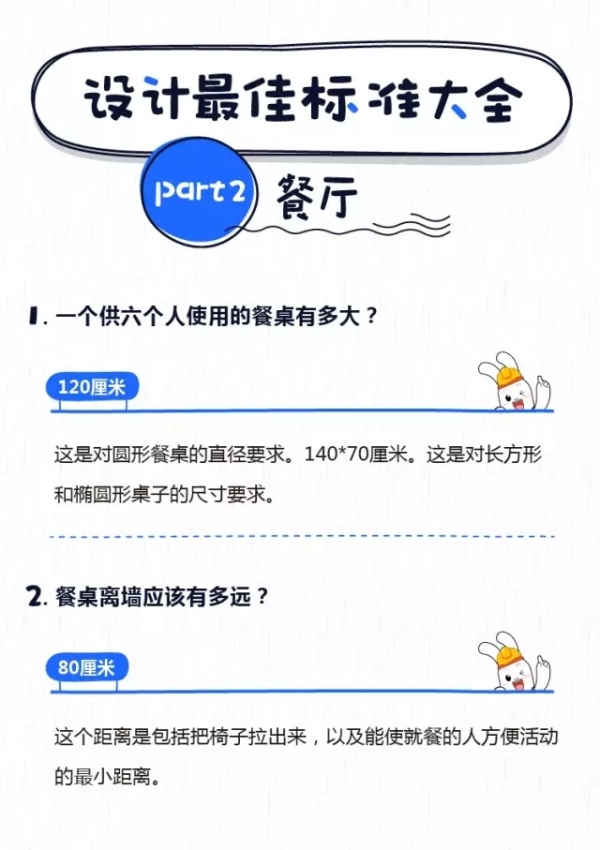 设计最佳标准大全
part2 餐厅
1. 一个供六个人使用的餐桌有多大？
120厘米
这是对圆形餐桌的直径要求。140*70厘米。这是对长方形
和椭圆形桌子的尺寸要求。
2. 餐桌离墙应该有多远？
80厘米
这个距离是包括把椅子拉出来，以及能使就餐的人方便活动
的最小距离。